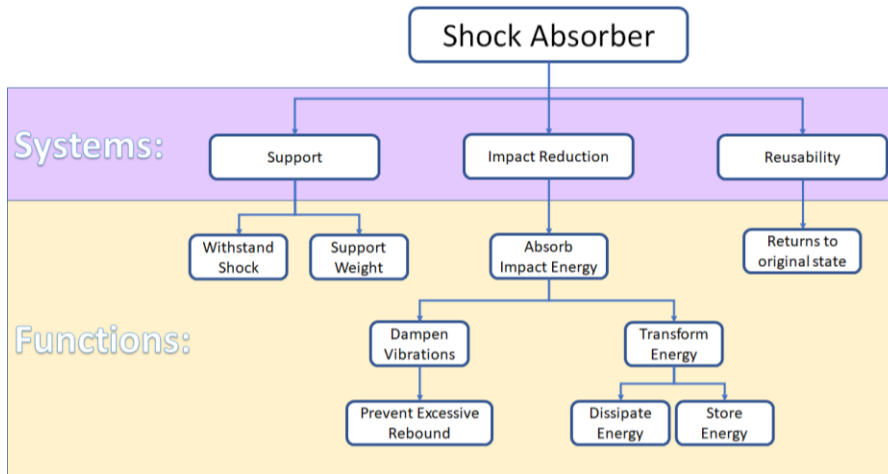 Shock Absorber
Systems:
Support
Impact Reduction
Reusability
Withstand
Shock
Support
Weight
Absorb
Impact Energy
Returns to
original state
Functions:
Dampen
Vibrations
Transform
Energy
Prevent Excessive
Rebound
Dissipate
Energy
Store
Energy